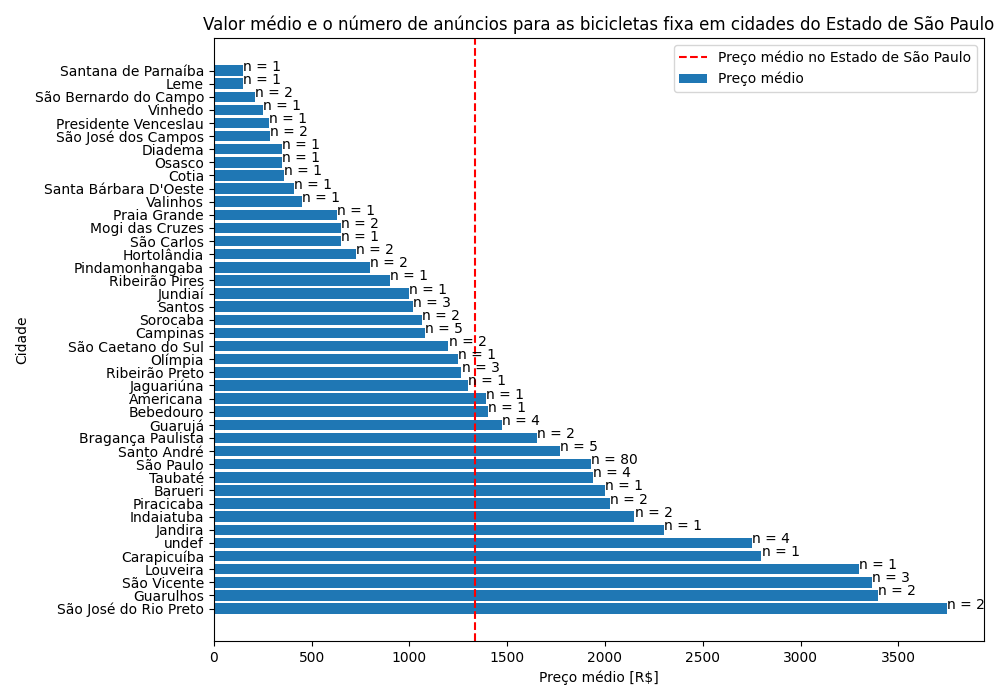 Valor médio e o número de anúncios para as bicicletas fixa em cidades do Estado de São Paulo
Preço médio no Estado de São Paulo
Preço médio
Cidade
Santana de Parnaíba n = 1
Leme n = 1
São Bernardo do Campo n = 2
Vinhedo n = 1
Presidente Venceslau n = 1
São José dos Campos n = 2
Diadema n = 1
Osasco n = 1
Cotia n = 1
Santa Bárbara D'Oeste n = 1
Valinhos n = 1
Praia Grande n = 1
Mogi das Cruzes n = 2
São Carlos n = 1
Hortolândia n = 2
Pindamonhangaba n = 2
Ribeirão Pires n = 1
Jundiaí n = 1
Santos n = 3
Sorocaba n = 2
Campinas n = 5
São Caetano do Sul n = 2
Olímpia n = 1
Ribeirão Preto n = 3
Jaguariúna n = 1
Americana n = 1
Bebedouro n = 1
Guarujá n = 4
Bragança Paulista n = 2
Santo André n = 5
São Paulo n = 80
Taubaté n = 4
Barueri n = 1
Piracicaba n = 2
Indaiatuba n = 2
Jandira n = 1
undef n = 4
Carapicuíba n = 1
Louveira n = 1
São Vicente n = 3
Guarulhos n = 2
São José do Rio Preto n = 2
0 500 1000 1500 2000 2500 3000 3500
Preço médio [R$]